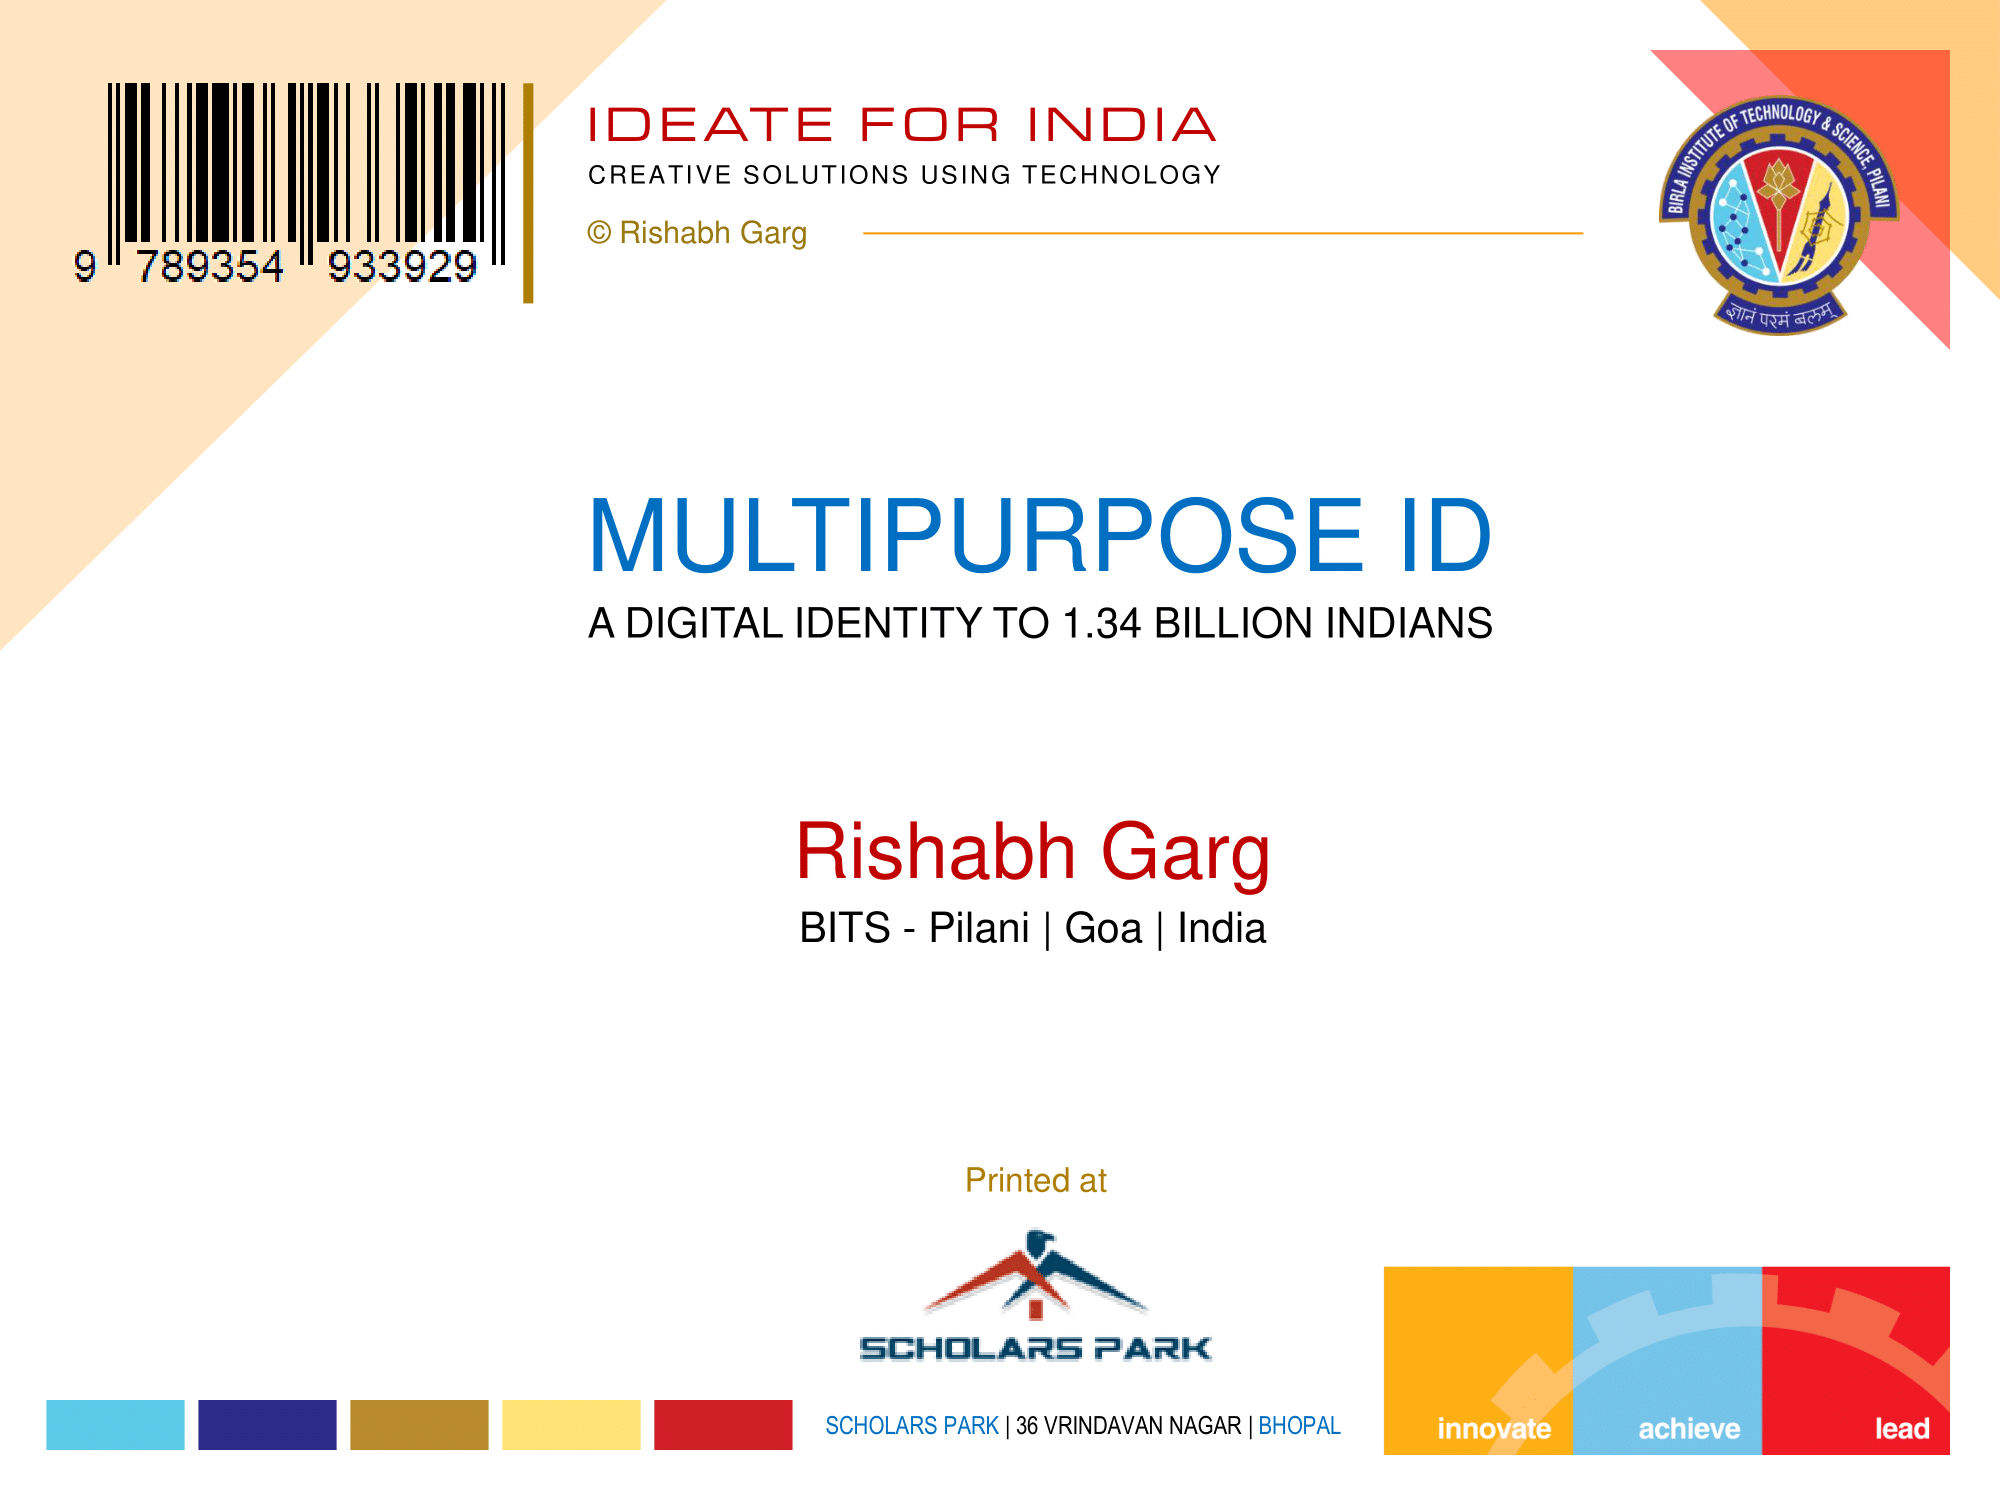 9 789354 933929
IDEATE FOR INDIA
CREATIVE SOLUTIONS USING TECHNOLOGY
© Rishabh Garg
BIRLA INSTITUTE OF TECHNOLOGY & SCIENCE, PILANI
ज्ञानं परमं बलम्
MULTIPURPOSE ID
A DIGITAL IDENTITY TO 1.34 BILLION INDIANS
Rishabh Garg
BITS - Pilani | Goa | India
Printed at
SCHOLARS PARK
SCHOLARS PARK | 36 VRINDAVAN NAGAR | BHOPAL
innovate achieve lead